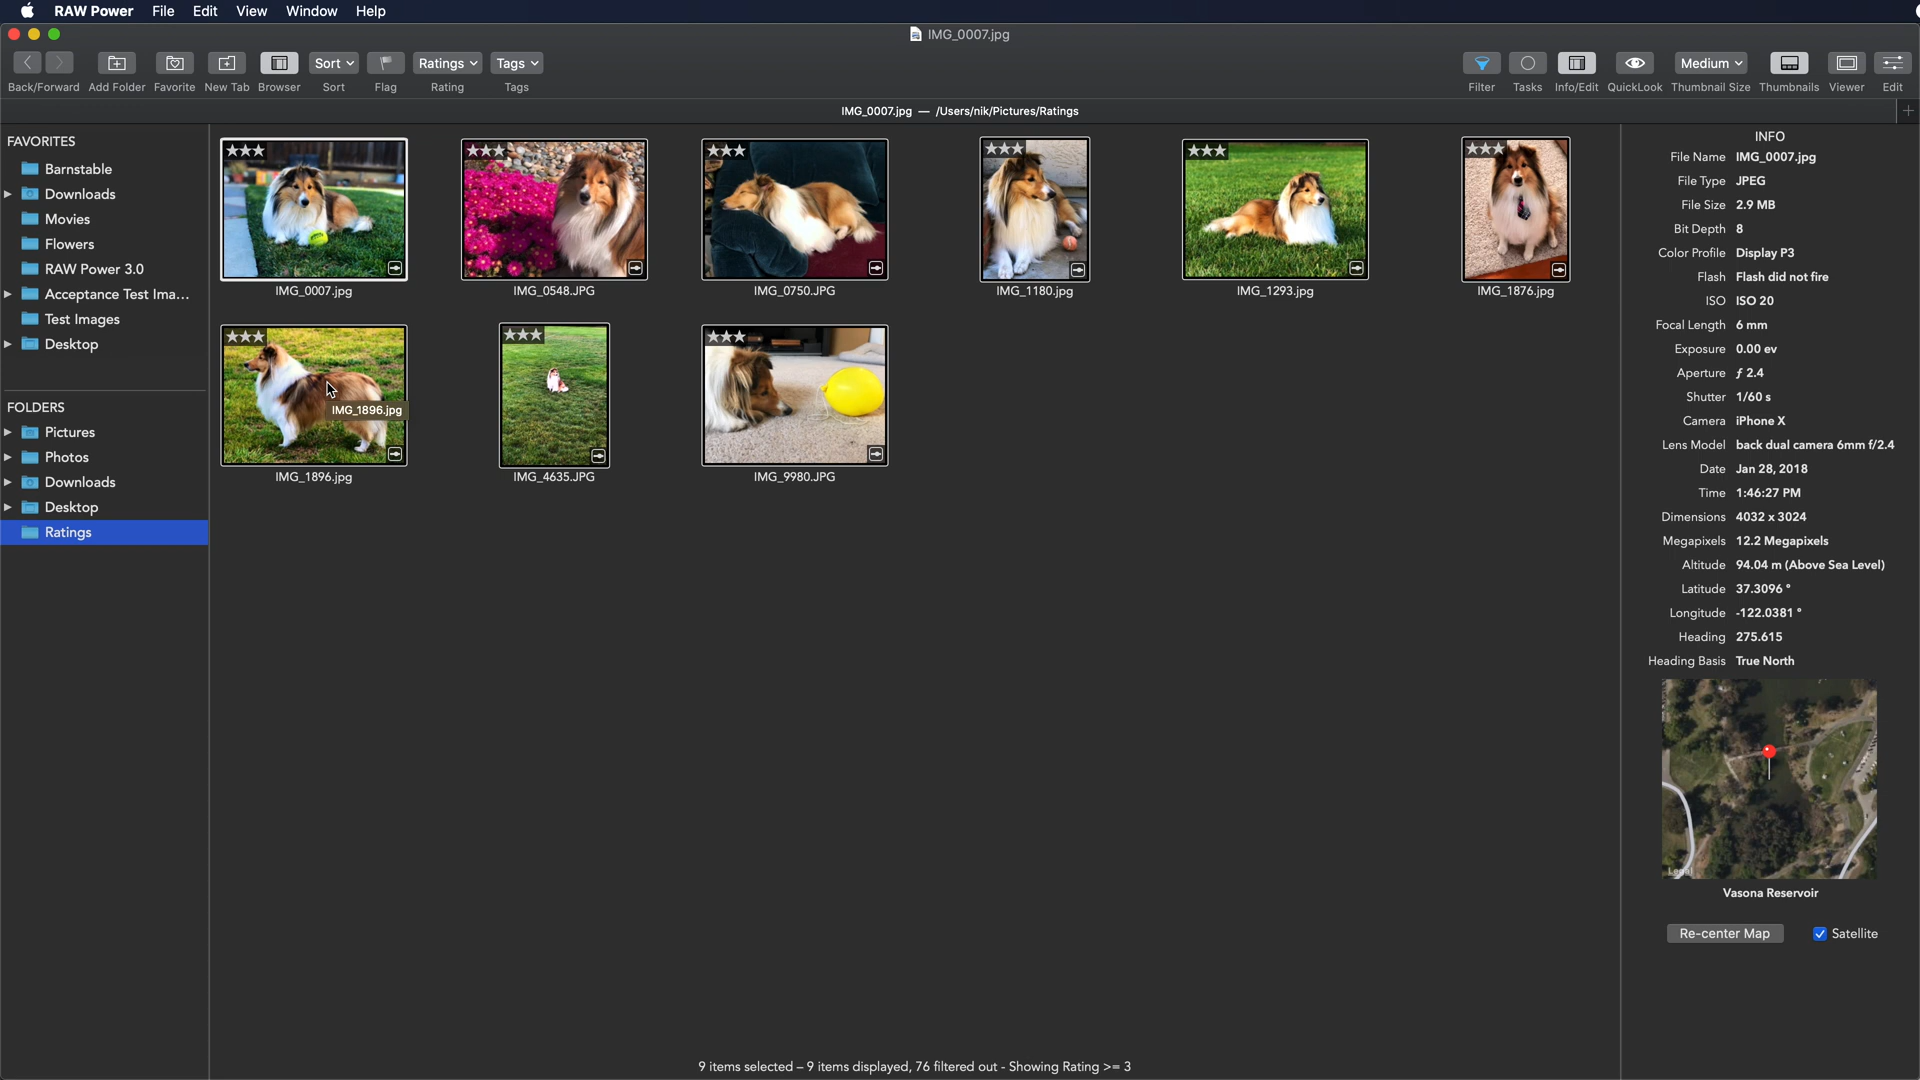 RAW Power File Edit View Window Help
IMG_0007.jpg
Sort Ratings Tags Medium
Back/Forward Add Folder Favorite New Tab Browser Sort Flag Rating Tags Filter Tasks Info/Edit QuickLook Thumbnail Size Thumbnails Viewer Edit
IMG_0007.jpg — /Users/nik/Pictures/Ratings
FAVORITES
Barnstable
Downloads
Movies
Flowers
RAW Power 3.0
Acceptance Test Ima...
Test Images
Desktop
FOLDERS
Pictures
Photos
Downloads
Desktop
Ratings
IMG_0007.jpg IMG_0548.JPG IMG_0750.JPG IMG_1180.jpg IMG_1293.jpg IMG_1876.jpg
IMG_1896.jpg
IMG_1896.jpg IMG_4635.JPG IMG_9980.JPG
9 items selected – 9 items displayed, 76 filtered out - Showing Rating >= 3
INFO
File Name IMG_0007.jpg
File Type JPEG
File Size 2.9 MB
Bit Depth 8
Color Profile Display P3
Flash Flash did not fire
ISO ISO 20
Focal Length 6 mm
Exposure 0.00 ev
Aperture ƒ 2.4
Shutter 1/60 s
Camera iPhone X
Lens Model back dual camera 6mm f/2.4
Date Jan 28, 2018
Time 1:46:27 PM
Dimensions 4032 x 3024
Megapixels 12.2 Megapixels
Altitude 94.04 m (Above Sea Level)
Latitude 37.3096 °
Longitude -122.0381 °
Heading 275.615
Heading Basis True North
Legal
Vasona Reservoir
Re-center Map Satellite